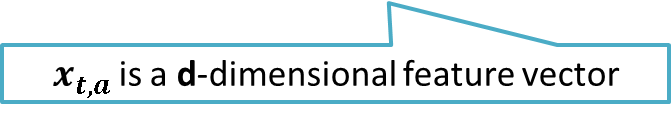 x_{t,a} is a d-dimensional feature vector